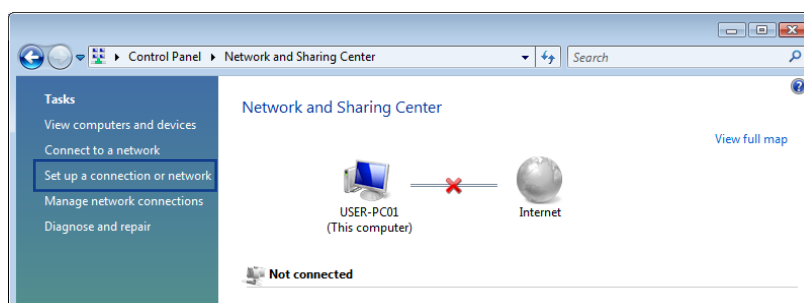 Control Panel Network and Sharing Center Search
Tasks
View computers and devices
Connect to a network
Set up a connection or network
Manage network connections
Diagnose and repair
Network and Sharing Center
View full map
USER-PC01
(This computer)
Internet
Not connected